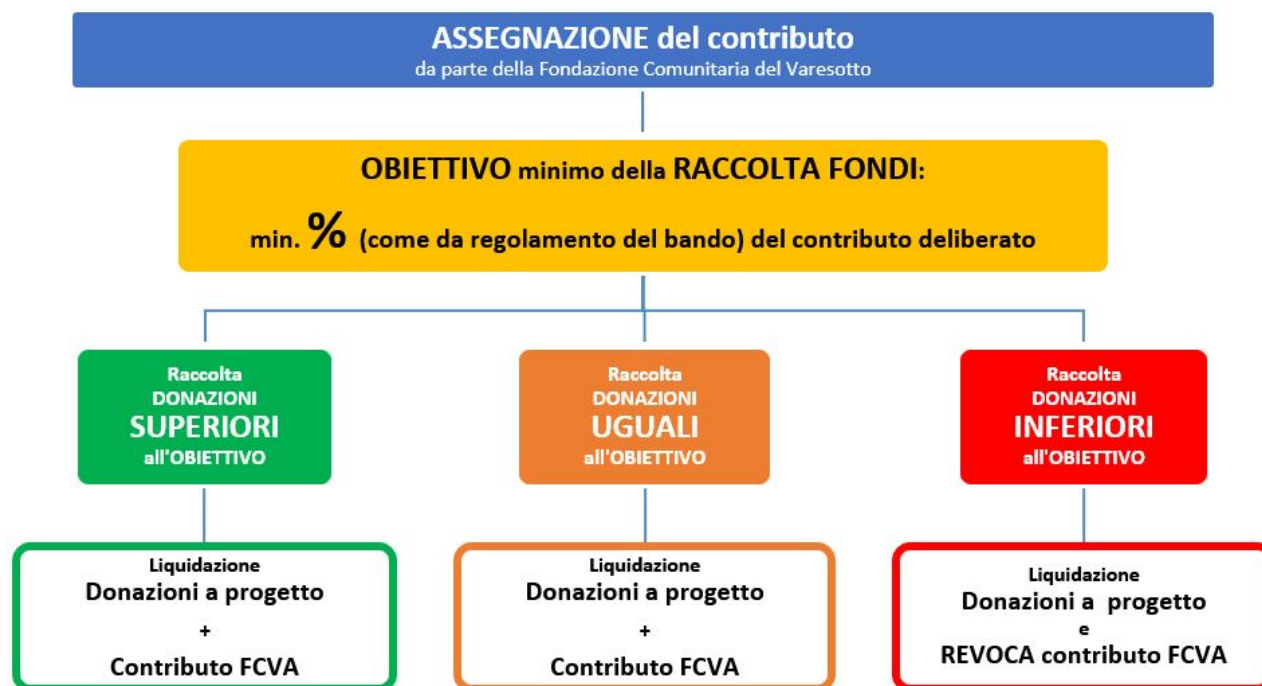 ASSEGNAZIONE del contributo
da parte della Fondazione Comunitaria del Varesotto
OBIETTIVO minimo della RACCOLTA FONDI:
min. % (come da regolamento del bando) del contributo deliberato
Raccolta
DONAZIONI
SUPERIORI
all'OBIETTIVO
Raccolta
DONAZIONI
UGUALI
all'OBIETTIVO
Raccolta
DONAZIONI
INFERIORI
all'OBIETTIVO
Liquidazione
Donazioni a progetto
+
Contributo FCVA
Liquidazione
Donazioni a progetto
+
Contributo FCVA
Liquidazione
Donazioni a progetto
e
REVOCA contributo FCVA